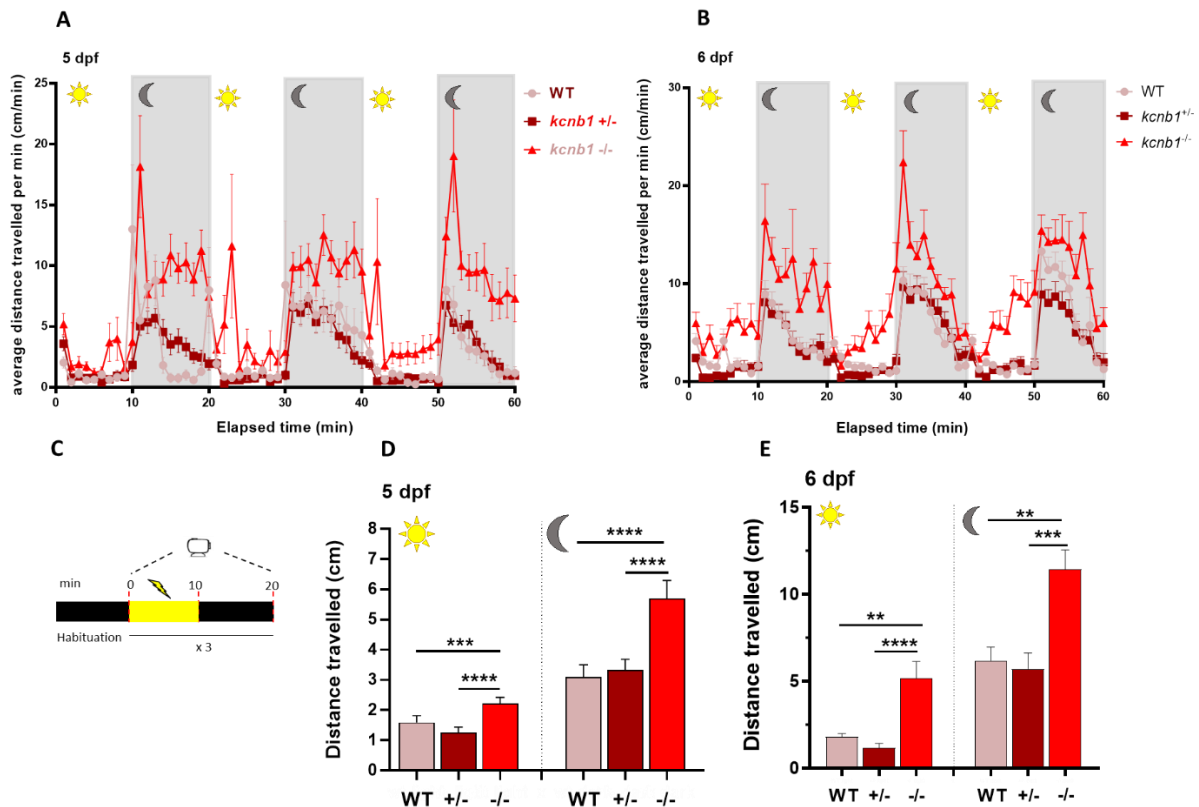 A
5 dpf
average distance travelled per min (cm/min)
25
20
15
10
5
0
0 10 20 30 40 50 60
Elapsed time (min)
WT
kcnb1 +/-
kcnb1 -/-
B
6 dpf
average distance travelled per min (cm/min)
30
20
10
0
0 10 20 30 40 50 60
Elapsed time (min)
WT
kcnb1+/-
kcnb1-/-
C
min 0 10 20
Habituation
x 3
D
5 dpf
Distance travelled (cm)
8
7
6
5
4
3
2
1
0
***
****
****
****
WT +/- -/- WT +/- -/-
E
6 dpf
Distance travelled (cm)
15
10
5
0
**
****
**
***
WT +/- -/- WT +/- -/-